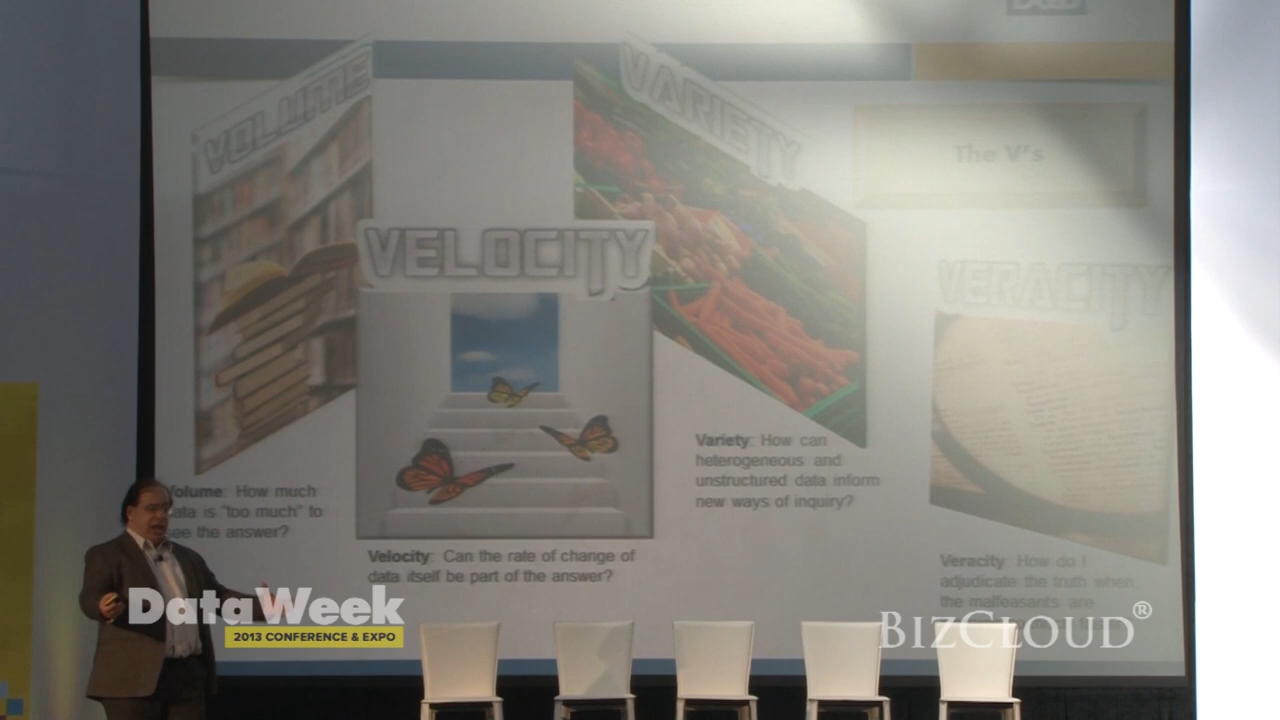 D&B
VOLUME
VARIETY
The V's
VELOCITY
VERACITY
Variety: How can
heterogeneous and
unstructured data inform
new ways of inquiry?
Volume: How much
data is "too much" to
see the answer?
Velocity: Can the rate of change of
data itself be part of the answer?
Veracity: How do I
adjudicate the truth when
the malfeasants are
DataWeek
2013 CONFERENCE & EXPO
BIZCLOUD®